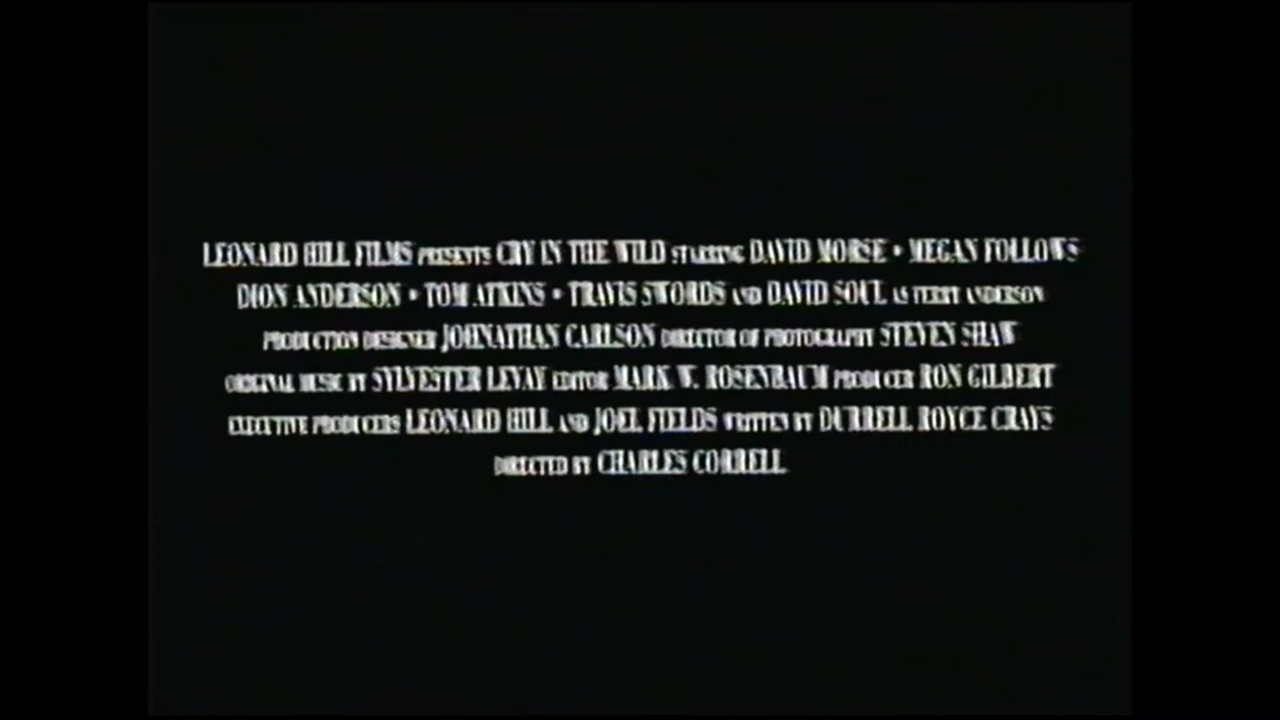 LEONARD HILL FILMS PRESENTS CRY IN THE WILD STARRING DAVID MORSE • MEGAN FOLLOWS
DION ANDERSON • TOM ATKINS • TRAVIS SWORDS AND DAVID SOUL AS TERRY ANDERSON
PRODUCTION DESIGNER JOHNATHAN CARLSON DIRECTOR OF PHOTOGRAPHY STEVEN SHAW
ORIGINAL MUSIC BY SYLVESTER LEVAY EDITOR MARK W. ROSENBAUM PRODUCER RON GILBERT
EXECUTIVE PRODUCERS LEONARD HILL AND JOEL FIELDS WRITTEN BY DURRELL ROYCE CRAYS
DIRECTED BY CHARLES CORRELL